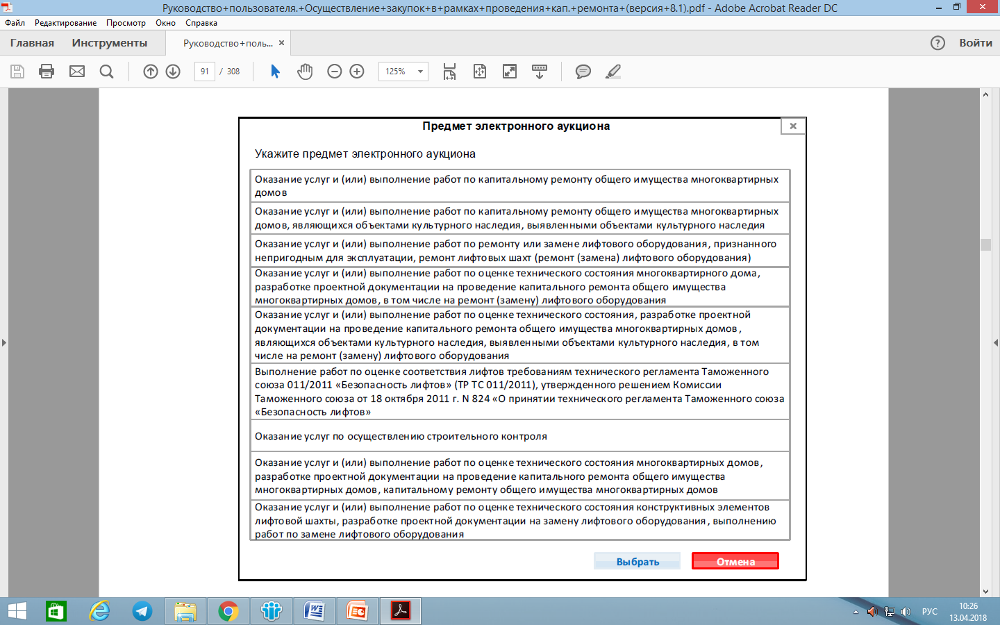 Руководство+пользователя.+Осуществление+закупок+в+рамках+проведения+кап.+ремонта+(версия+8.1).pdf - Adobe Acrobat Reader DC
Файл Редактирование Просмотр Окно Справка
Главная Инструменты Руководство+поль... × Войти
91 / 308 125%
Предмет электронного аукциона
Укажите предмет электронного аукциона
Оказание услуг и (или) выполнение работ по капитальному ремонту общего имущества многоквартирных
домов
Оказание услуг и (или) выполнение работ по капитальному ремонту общего имущества многоквартирных
домов, являющихся объектами культурного наследия, выявленными объектами культурного наследия
Оказание услуг и (или) выполнение работ по ремонту или замене лифтового оборудования, признанного
непригодным для эксплуатации, ремонт лифтовых шахт (ремонт (замена) лифтового оборудования)
Оказание услуг и (или) выполнение работ по оценке технического состояния многоквартирного дома,
разработке проектной документации на проведение капитального ремонта общего имущества
многоквартирных домов, в том числе на ремонт (замену) лифтового оборудования
Оказание услуг и (или) выполнение работ по оценке технического состояния, разработке проектной
документации на проведение капитального ремонта общего имущества многоквартирных домов,
являющихся объектами культурного наследия, выявленными объектами культурного наследия, в том
числе на ремонт (замену) лифтового оборудования
Выполнение работ по оценке соответствия лифтов требованиям технического регламента Таможенного
союза 011/2011 «Безопасность лифтов» (ТР ТС 011/2011), утвержденного решением Комиссии
Таможенного союза от 18 октября 2011 г. N 824 «О принятии технического регламента Таможенного союза
«Безопасность лифтов»
Оказание услуг по осуществлению строительного контроля
Оказание услуг и (или) выполнение работ по оценке технического состояния многоквартирных домов,
разработке проектной документации на проведение капитального ремонта общего имущества
многоквартирных домов, капитальному ремонту общего имущества многоквартирных домов
Оказание услуг и (или) выполнение работ по оценке технического состояния конструктивных элементов
лифтовой шахты, разработке проектной документации на замену лифтового оборудования, выполнению
работ по замене лифтового оборудования
Выбрать Отмена
РУС 10:26
13.04.2018